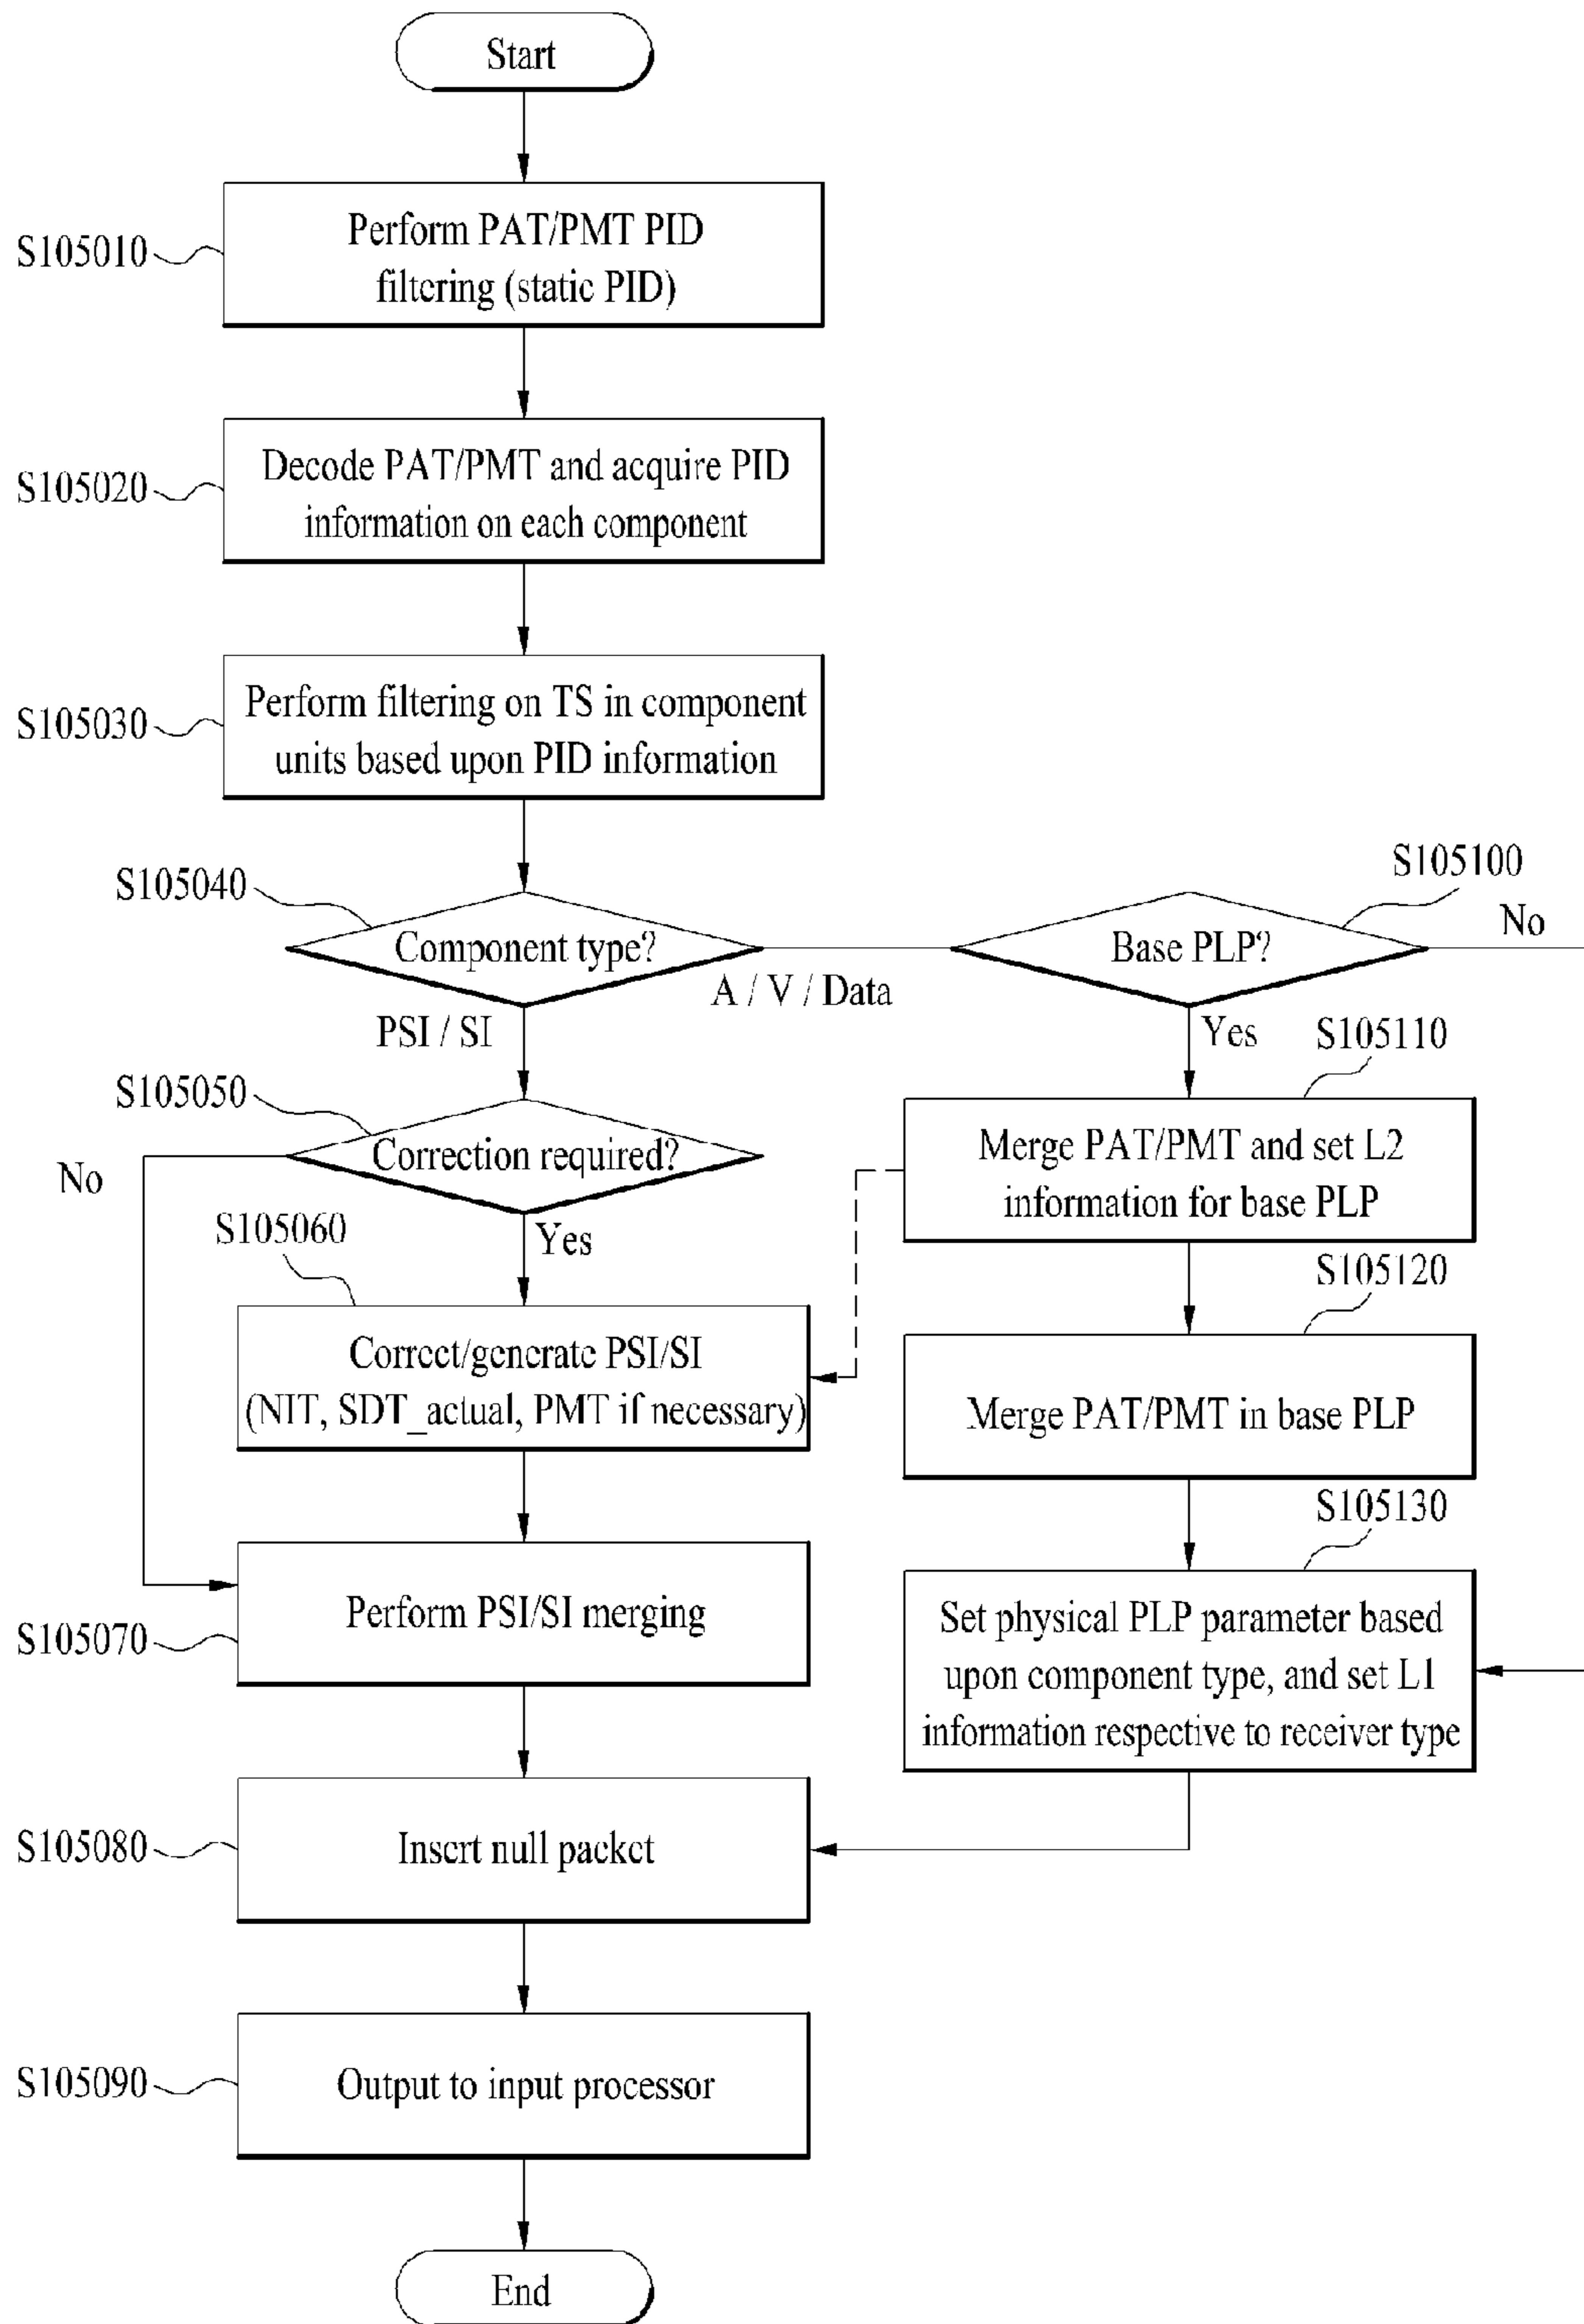 Start
S105010
Perform PAT/PMT PID
filtering (static PID)
S105020
Decode PAT/PMT and acquire PID
information on each component
S105030
Perform filtering on TS in component
units based upon PID information
S105040
Component type?
A / V / Data
PSI / SI
S105100
Base PLP?
No
Yes
S105050
Correction required?
No
Yes
S105110
Merge PAT/PMT and set L2
information for base PLP
S105060
Correct/generate PSI/SI
(NIT, SDT_actual, PMT if necessary)
S105120
Merge PAT/PMT in base PLP
S105070
Perform PSI/SI merging
S105130
Set physical PLP parameter based
upon component type, and set L1
information respective to receiver type
S105080
Insert null packet
S105090
Output to input processor
End